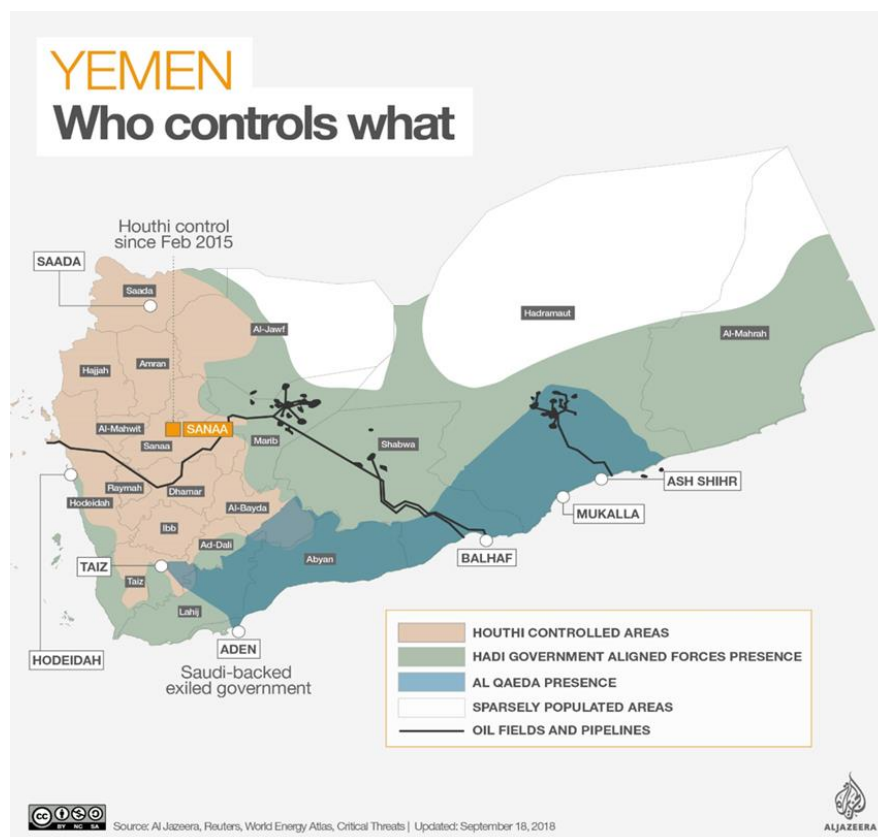 YEMEN
Who controls what
Houthi control
since Feb 2015
SAADA
Saada
Al-Jawf
Hadramaut
Al-Mahrah
Hajjah
Amran
Al-Mahwit
SANAA
Sanaa
Marib
Shabwa
Raymah
Dhamar
Hodeidah
Al-Bayda
Ibb
Ad-Dali
ASH SHIHR
MUKALLA
BALHAF
TAIZ
Abyan
Taiz
Lahij
ADEN
HODEIDAH
Saudi-backed
exiled government
HOUTHI CONTROLLED AREAS
HADI GOVERNMENT ALIGNED FORCES PRESENCE
AL QAEDA PRESENCE
SPARSELY POPULATED AREAS
OIL FIELDS AND PIPELINES
cc BY NC SA
Source: Al Jazeera, Reuters, World Energy Atlas, Critical Threats | Updated: September 18, 2018
ALJAZEERA